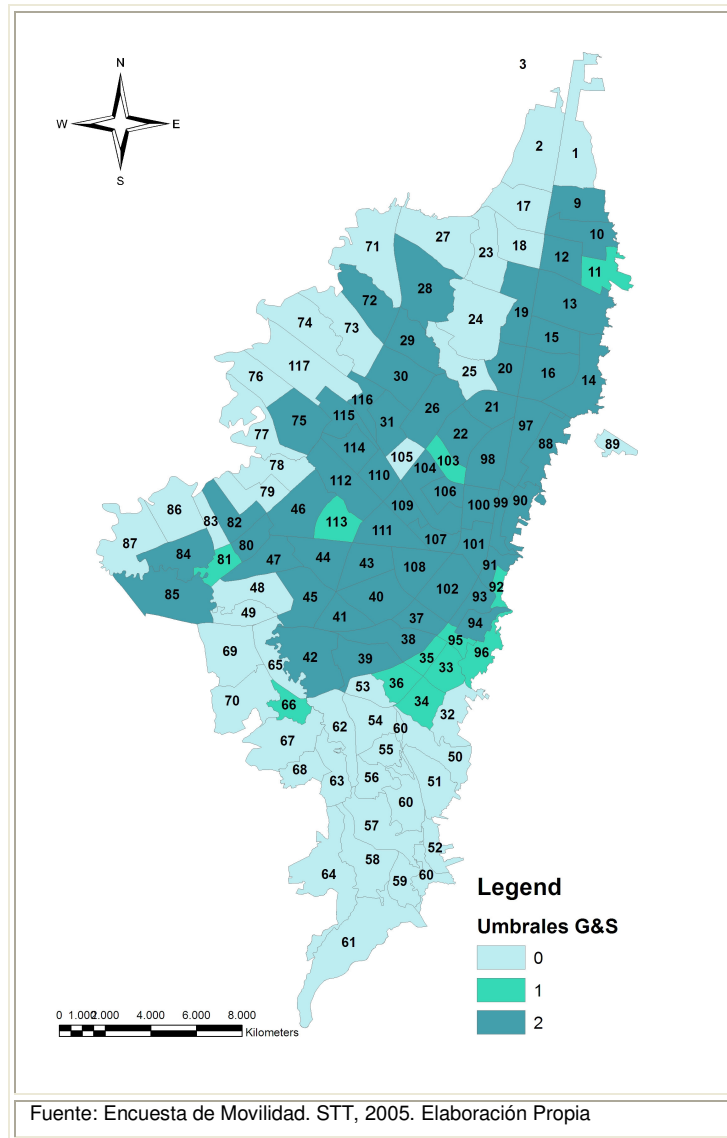 3
N
W E
S
2 1
17 9
10
71 27 23 18 12 11
72 28 13
74 73 24 19
29 15
117 25 20 16 14
76 30
116 26 21
77 75 115 31 97
22 88 89
114 105 103 98
78 112 110 104
79 106
86 83 82 46 109 100 99 90
87 113 111
84 80 107 101
81 47 44 43 108 91
85 48 45 40 102 93 92
49 41 37 94
69 42 39 38 95 96
65 35 33
70 53 36
66 34 32
67 62 54 60
55 50
68 63 56 51
60
57
58 52
64 59 60
61
Legend
Umbrales G&S
0
1
2
0 1.000 2.000 4.000 6.000 8.000
Kilometers
Fuente: Encuesta de Movilidad. STT, 2005. Elaboración Propia